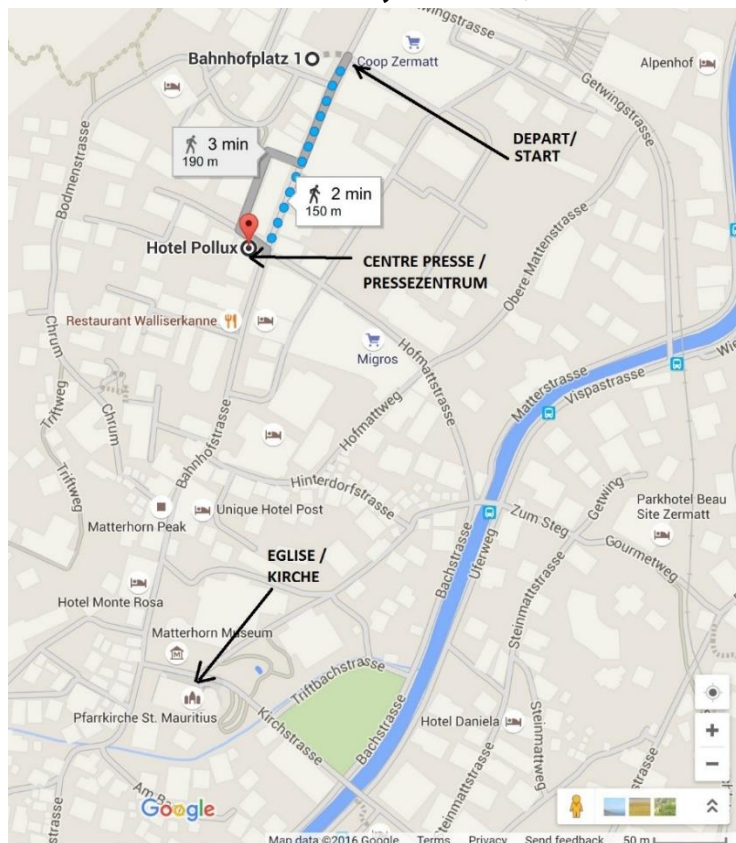 Getwingstrasse
Bahnhofplatz 1
Coop Zermatt
Alpenhof
Getwingstrasse
DEPART/
START
3 min
190 m
Bodmenstrasse
2 min
150 m
Hotel Pollux
CENTRE PRESSE /
PRESSEZENTRUM
Obere Mattenstrasse
Restaurant Walliserkanne
Migros
Hofmattstrasse
Matterstrasse
Vispastrasse
Chrum
Triftweg
Chrum
Hofmattweg
Bahnhofstrasse
Triftweg
Hinterdorfstrasse
Getwing
Unique Hotel Post
Matterhorn Peak
Zum Steg
Parkhotel Beau
Site Zermatt
Gourmetweg
Bachstrasse
Uferweg
EGLISE /
KIRCHE
Steinmattstrasse
Hotel Monte Rosa
Matterhorn Museum
M
Triftbachstrasse
Pfarrkirche St. Mauritius
Kirchstrasse
Bachstrasse
Hotel Daniela
Steinmattweg
Steinmattstrasse
+
−
Google
Map data ©2016 Google Terms Privacy Send feedback 50 m